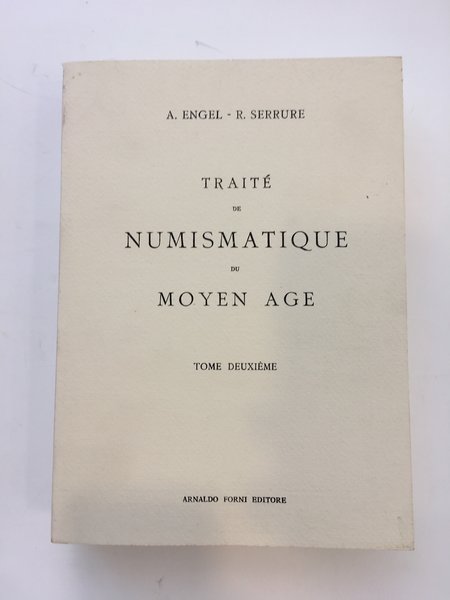 A. ENGEL - R. SERRURE
TRAITÉ
DE
NUMISMATIQUE
DU
MOYEN AGE
TOME DEUXIÈME
ARNALDO FORNI EDITORE